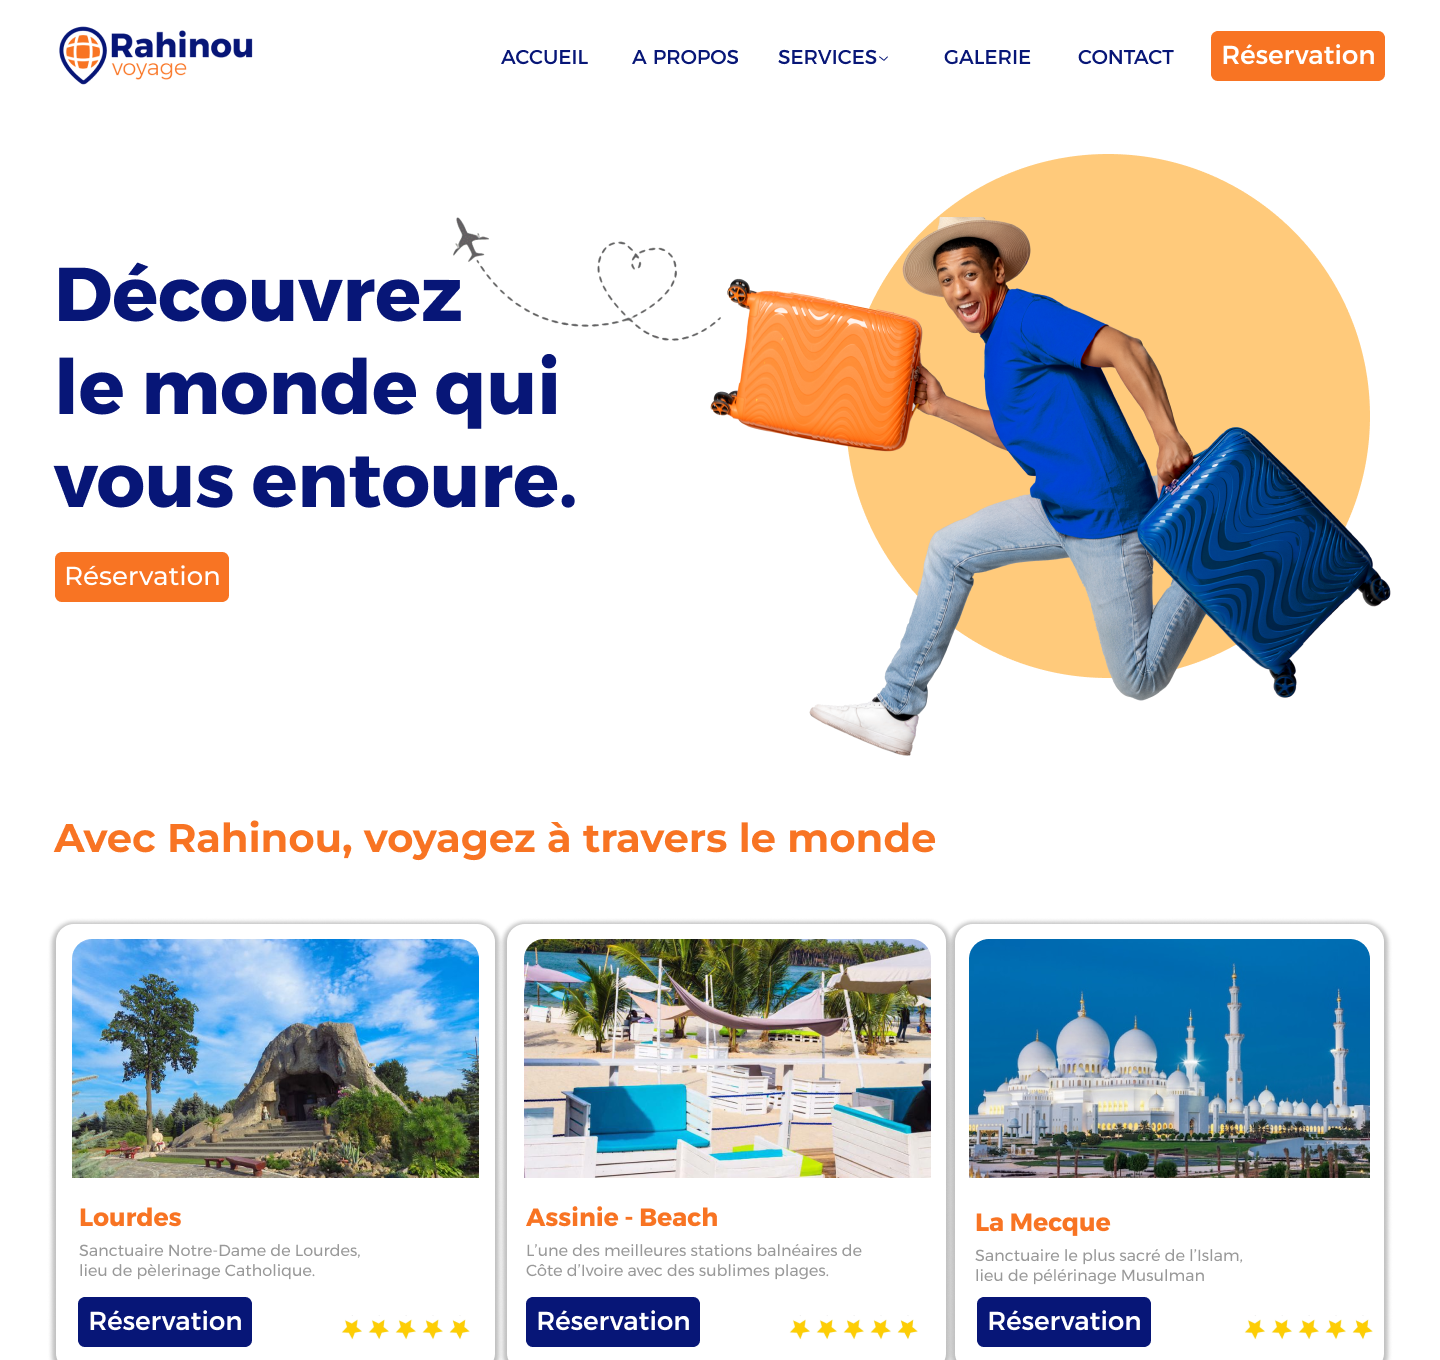 Rahinou
voyage
ACCUEIL
A PROPOS
SERVICES
GALERIE
CONTACT
Réservation
Découvrez
le monde qui
vous entoure.
Réservation
Avec Rahinou, voyagez à travers le monde
Lourdes
Sanctuaire Notre-Dame de Lourdes,
lieu de pèlerinage Catholique.
Réservation
Assinie - Beach
L’une des meilleures stations balnéaires de
Côte d’Ivoire avec des sublimes plages.
Réservation
La Mecque
Sanctuaire le plus sacré de l’Islam,
lieu de pélérinage Musulman
Réservation